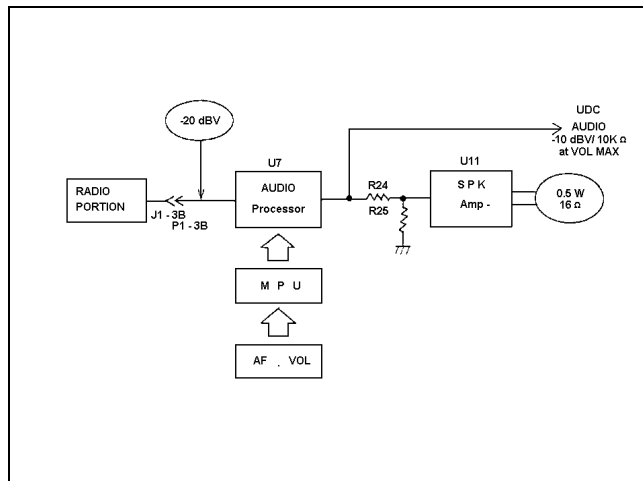 -20 dBV
UDC
AUDIO
-10 dBV/ 10K Ω
at VOL MAX
U7
U11
RADIO
PORTION
J1 - 3B
P1 - 3B
AUDIO
Processor
R24
R25
S P K
Amp -
0.5 W
16 Ω
M P U
AF . VOL